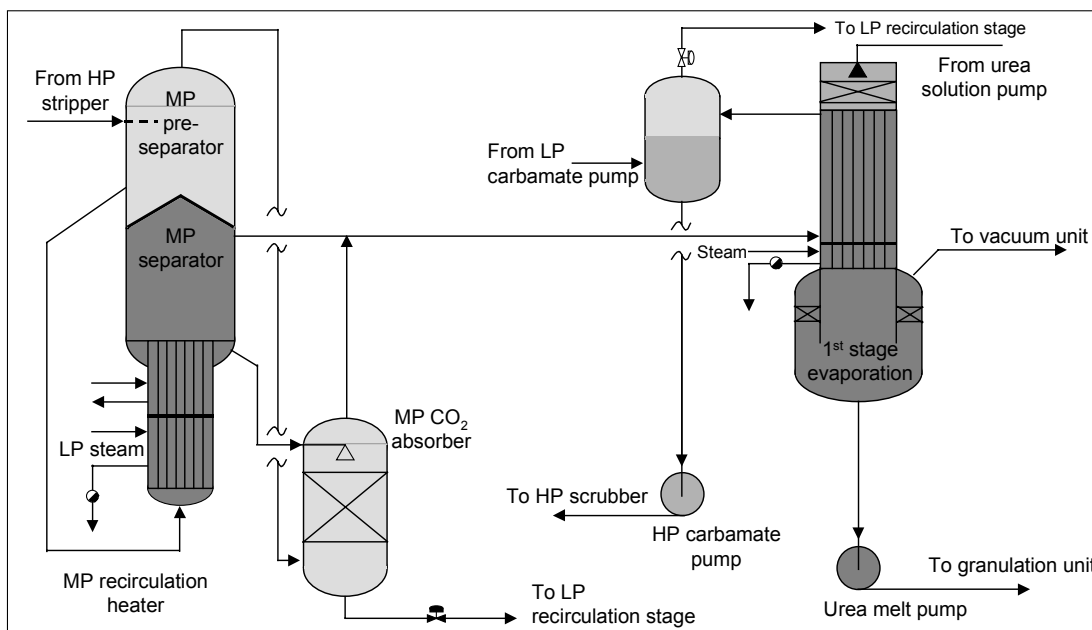 To LP recirculation stage
From HP
stripper
MP
pre-
separator
From urea
solution pump
From LP
carbamate pump
MP
separator
Steam
To vacuum unit
1st stage
evaporation
MP CO2
absorber
LP steam
To HP scrubber
HP carbamate
pump
MP recirculation
heater
To LP
recirculation stage
To granulation unit
Urea melt pump